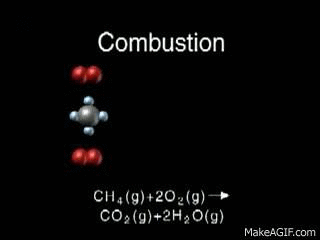 Combustion
CH₄(g)+2O₂(g)→
CO₂(g)+2H₂O(g)
MakeAGIF.com